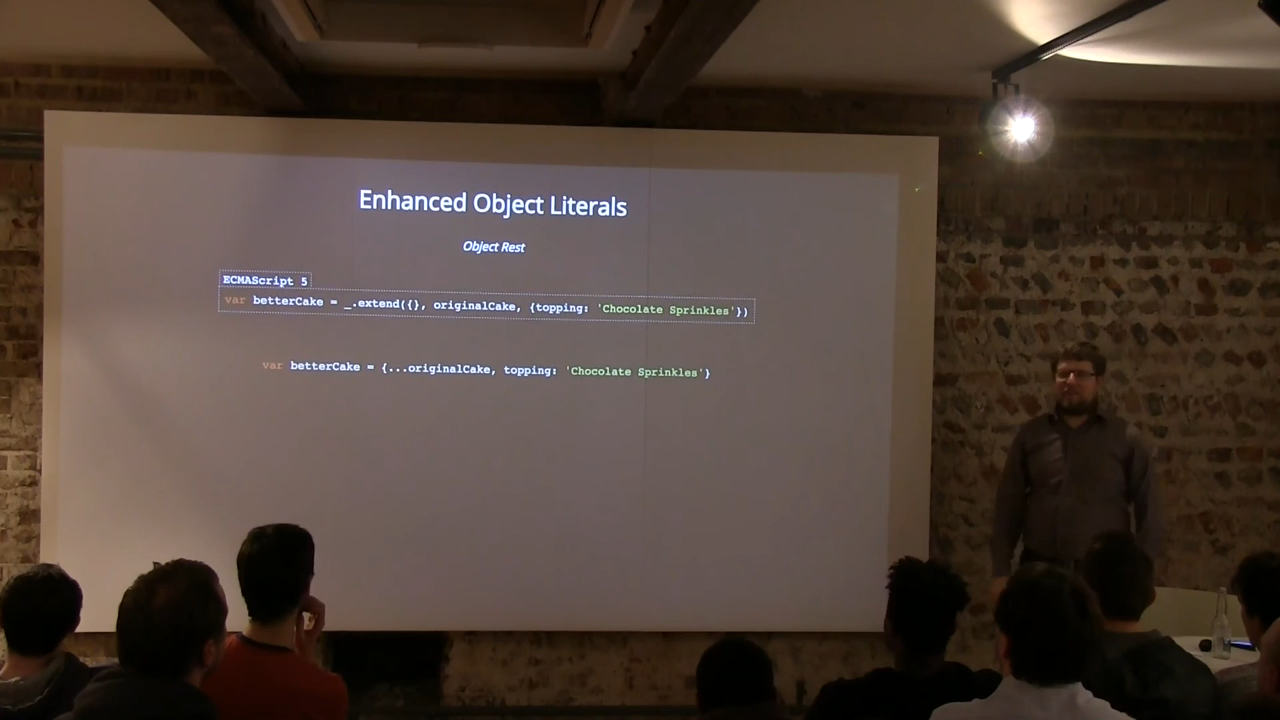 Enhanced Object Literals
Object Rest
ECMAScript 5
var betterCake = _.extend({}, originalCake, {topping: 'Chocolate Sprinkles'})
var betterCake = {...originalCake, topping: 'Chocolate Sprinkles'}